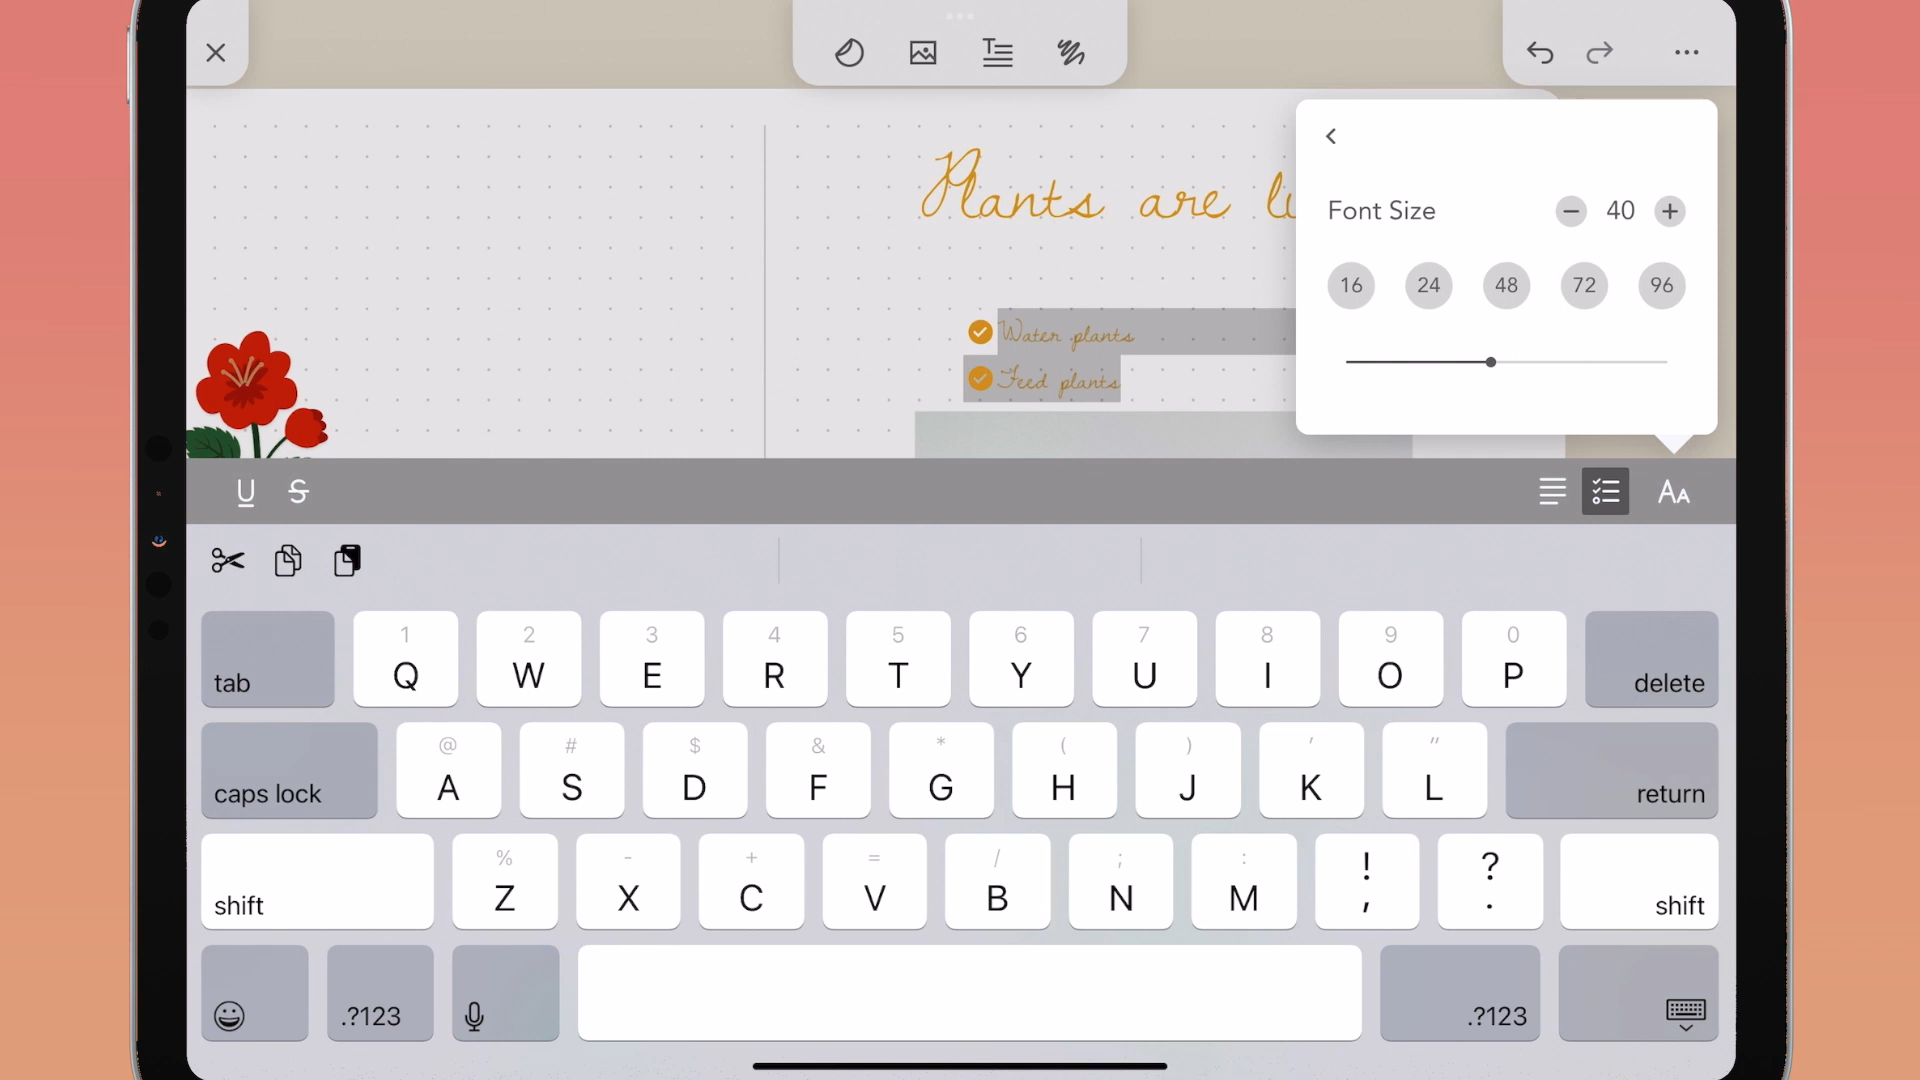 Plants are
Font Size
40
16 24 48 72 96
Water plants
Feed plants
U S
AA
tab
1 2 3 4 5 6 7 8 9 0
Q W E R T Y U I O P
delete
caps lock
@ # $ & * ( ) ' "
A S D F G H J K L
return
shift
% - + = / ; : ! ?
Z X C V B N M , .
shift
.?123
.?123